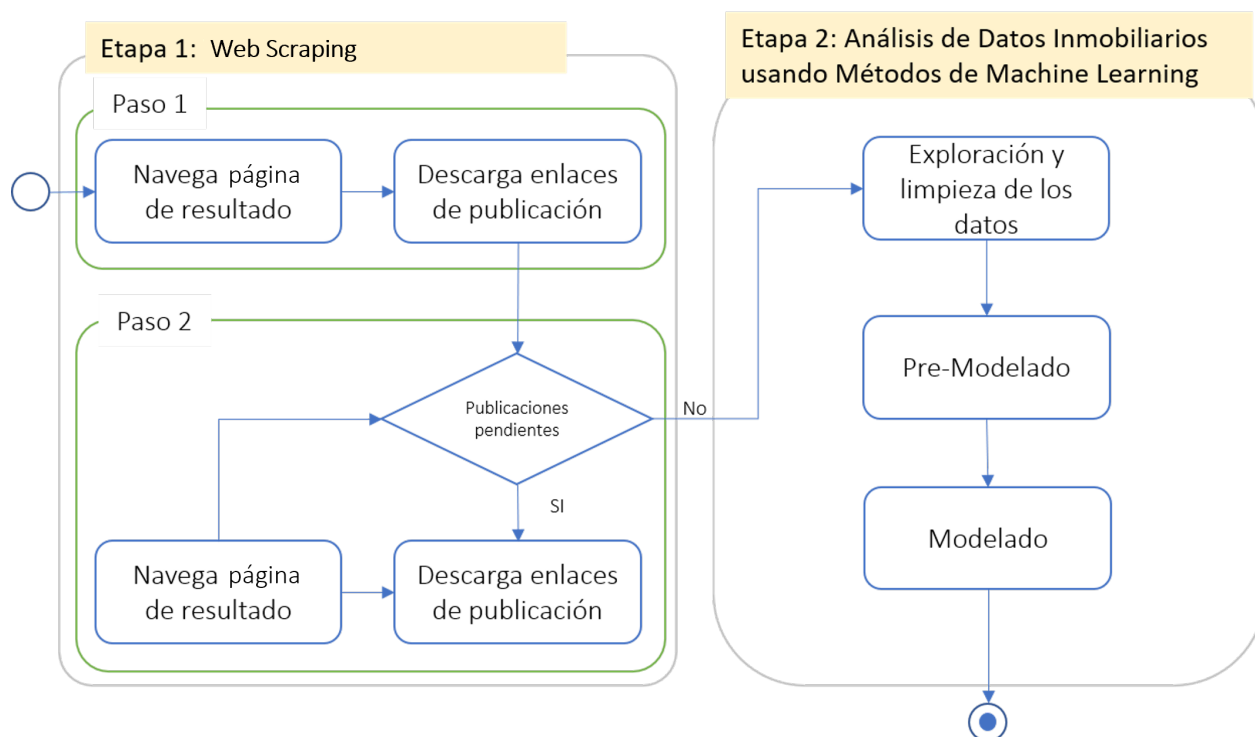 Etapa 1: Web Scraping
Paso 1
Navega página
de resultado
Descarga enlaces
de publicación
Paso 2
Publicaciones
pendientes
No
SI
Navega página
de resultado
Descarga enlaces
de publicación
Etapa 2: Análisis de Datos Inmobiliarios
usando Métodos de Machine Learning
Exploración y
limpieza de los
datos
Pre-Modelado
Modelado